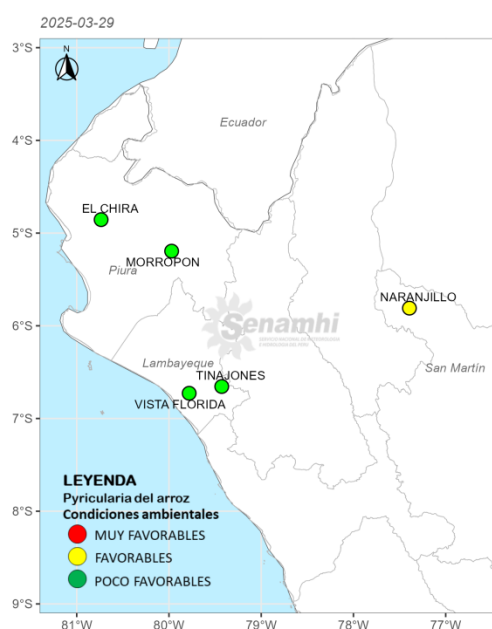 2025-03-29
N
3°S
4°S
5°S
6°S
7°S
8°S
9°S
Ecuador
EL CHIRA
MORROPON
Piura
NARANJILLO
Senamhi
Lambayeque
TINAJONES
San Martín
VISTA FLORIDA
LEYENDA
Pyricularia del arroz
Condiciones ambientales
MUY FAVORABLES
FAVORABLES
POCO FAVORABLES
81°W
80°W
79°W
78°W
77°W